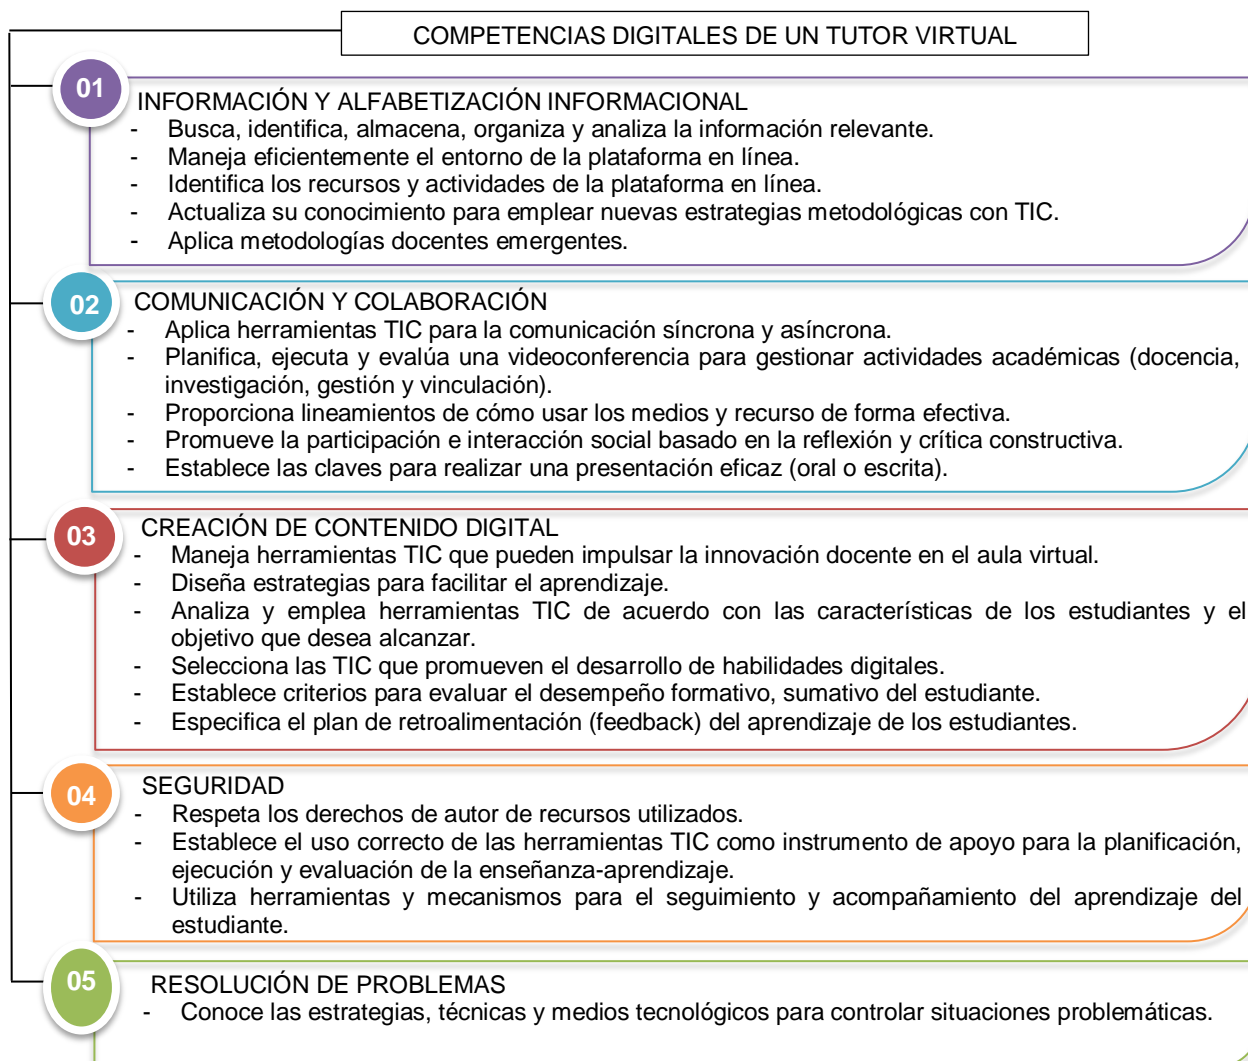 COMPETENCIAS DIGITALES DE UN TUTOR VIRTUAL
01
INFORMACIÓN Y ALFABETIZACIÓN INFORMACIONAL
- Busca, identifica, almacena, organiza y analiza la información relevante.
- Maneja eficientemente el entorno de la plataforma en línea.
- Identifica los recursos y actividades de la plataforma en línea.
- Actualiza su conocimiento para emplear nuevas estrategias metodológicas con TIC.
- Aplica metodologías docentes emergentes.
02
COMUNICACIÓN Y COLABORACIÓN
- Aplica herramientas TIC para la comunicación síncrona y asíncrona.
- Planifica, ejecuta y evalúa una videoconferencia para gestionar actividades académicas (docencia,
investigación, gestión y vinculación).
- Proporciona lineamientos de cómo usar los medios y recurso de forma efectiva.
- Promueve la participación e interacción social basado en la reflexión y crítica constructiva.
- Establece las claves para realizar una presentación eficaz (oral o escrita).
03
CREACIÓN DE CONTENIDO DIGITAL
- Maneja herramientas TIC que pueden impulsar la innovación docente en el aula virtual.
- Diseña estrategias para facilitar el aprendizaje.
- Analiza y emplea herramientas TIC de acuerdo con las características de los estudiantes y el
objetivo que desea alcanzar.
- Selecciona las TIC que promueven el desarrollo de habilidades digitales.
- Establece criterios para evaluar el desempeño formativo, sumativo del estudiante.
- Especifica el plan de retroalimentación (feedback) del aprendizaje de los estudiantes.
04
SEGURIDAD
- Respeta los derechos de autor de recursos utilizados.
- Establece el uso correcto de las herramientas TIC como instrumento de apoyo para la planificación,
ejecución y evaluación de la enseñanza-aprendizaje.
- Utiliza herramientas y mecanismos para el seguimiento y acompañamiento del aprendizaje del
estudiante.
05
RESOLUCIÓN DE PROBLEMAS
- Conoce las estrategias, técnicas y medios tecnológicos para controlar situaciones problemáticas.